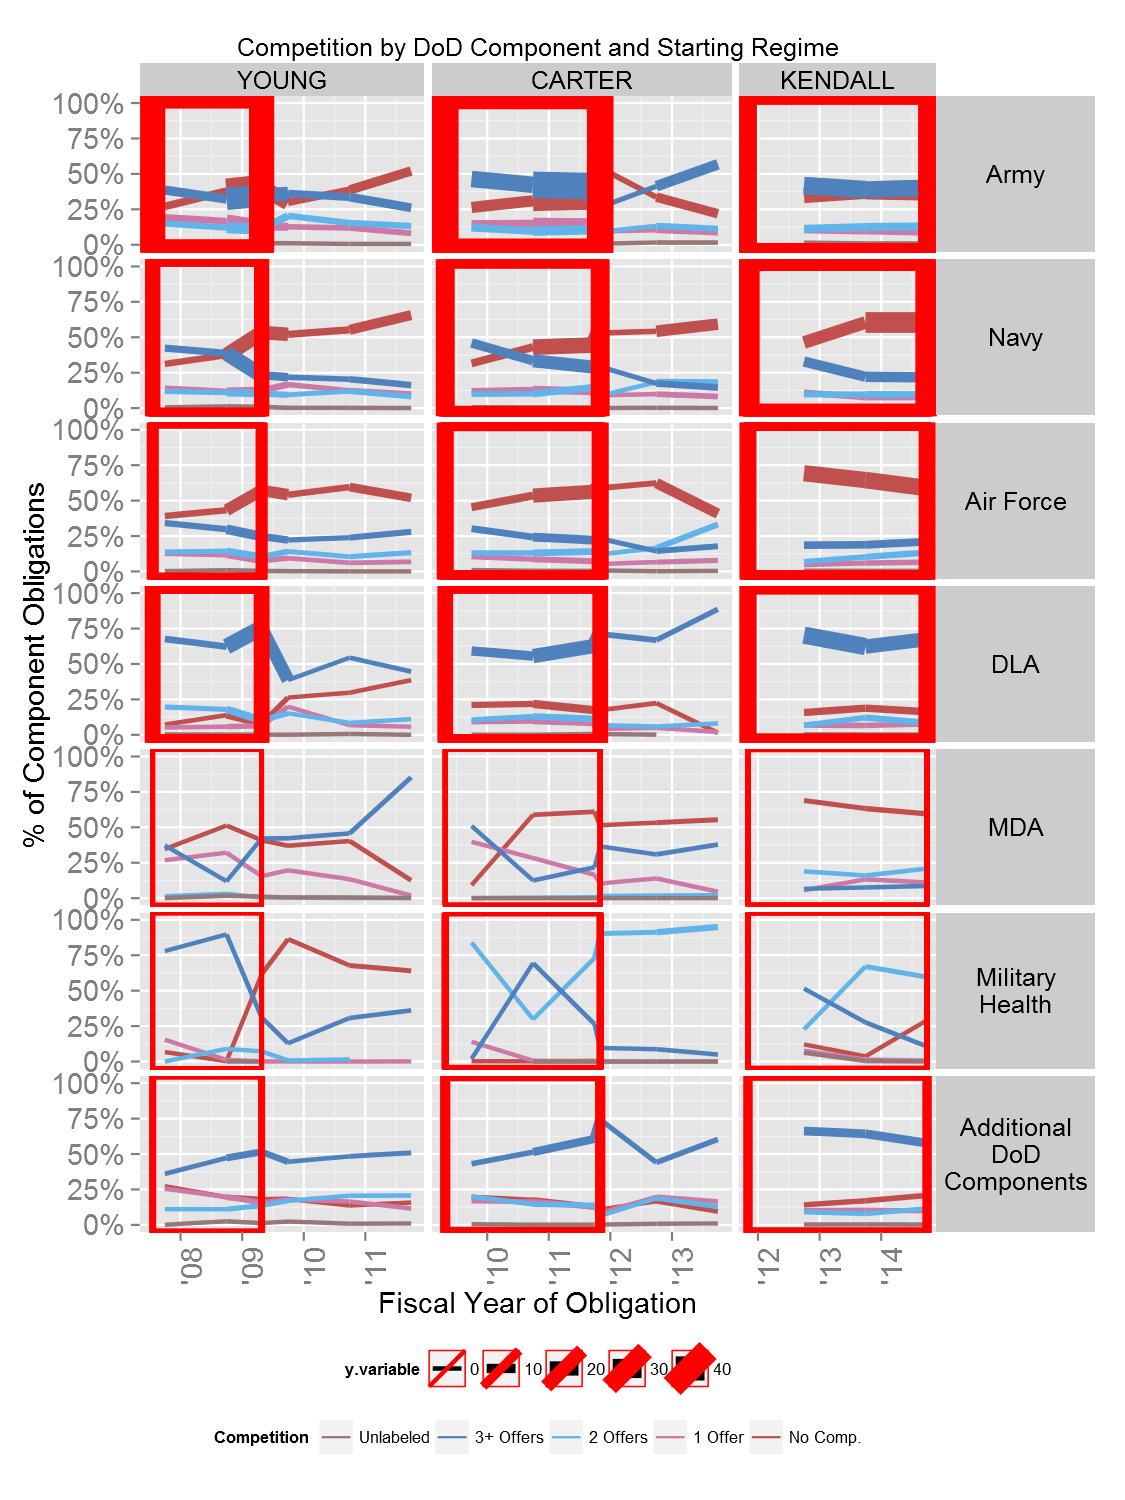 Competition by DoD Component and Starting Regime
YOUNG CARTER KENDALL
% of Component Obligations
100%
75%
50%
25%
0%
Army
100%
75%
50%
25%
0%
Navy
100%
75%
50%
25%
0%
Air Force
100%
75%
50%
25%
0%
DLA
100%
75%
50%
25%
0%
MDA
100%
75%
50%
25%
0%
Military
Health
100%
75%
50%
25%
0%
Additional
DoD
Components
'08 '09 '10 '11 '10 '11 '12 '13 '12 '13 '14
Fiscal Year of Obligation
y.variable 0 10 20 30 40
Competition Unlabeled 3+ Offers 2 Offers 1 Offer No Comp.